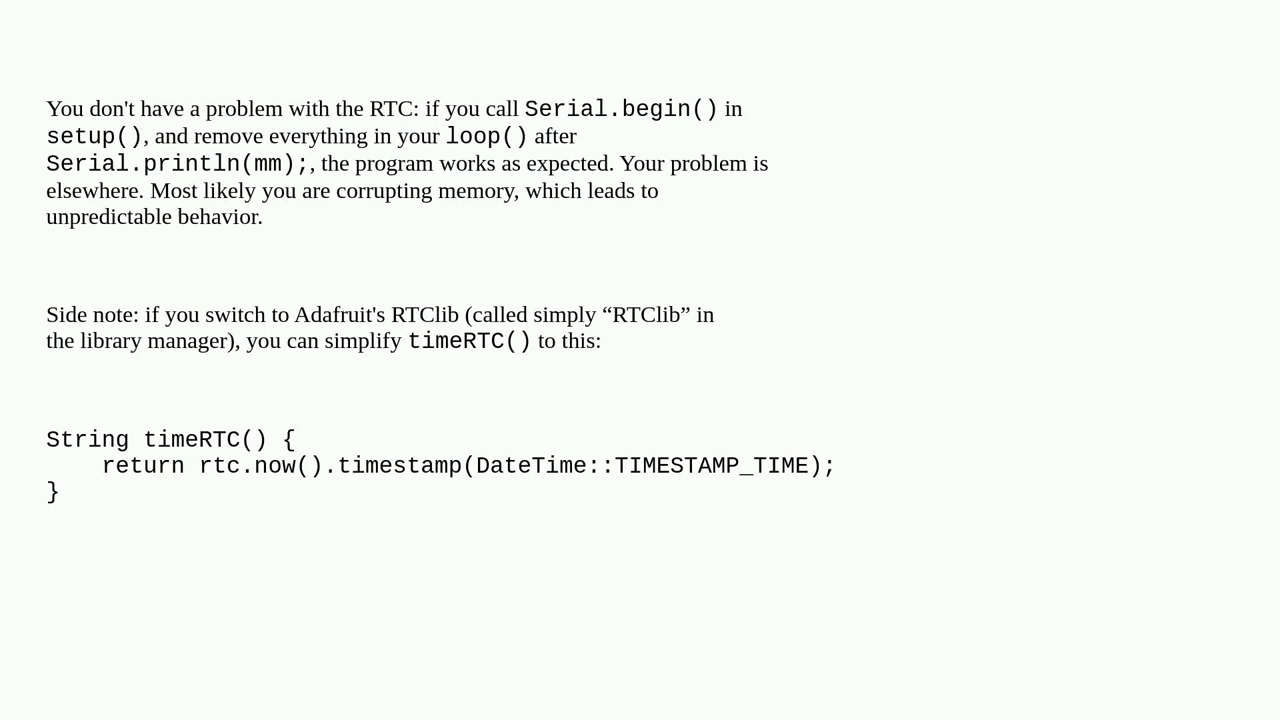 You don't have a problem with the RTC: if you call Serial.begin() in
setup(), and remove everything in your loop() after
Serial.println(mm);, the program works as expected. Your problem is
elsewhere. Most likely you are corrupting memory, which leads to
unpredictable behavior.
Side note: if you switch to Adafruit's RTClib (called simply “RTClib” in
the library manager), you can simplify timeRTC() to this:
String timeRTC() {
    return rtc.now().timestamp(DateTime::TIMESTAMP_TIME);
}